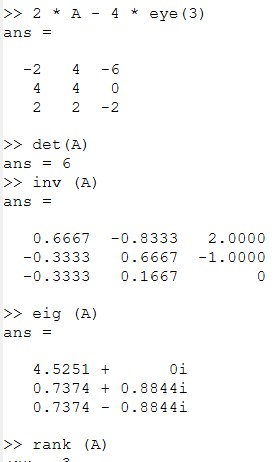 >> 2 * A - 4 * eye(3)
ans =
-2 4 -6
4 4 0
2 2 -2
>> det(A)
ans = 6
>> inv (A)
ans =
0.6667 -0.8333 2.0000
-0.3333 0.6667 -1.0000
-0.3333 0.1667 0
>> eig (A)
ans =
4.5251 + 0i
0.7374 + 0.8844i
0.7374 - 0.8844i
>> rank (A)